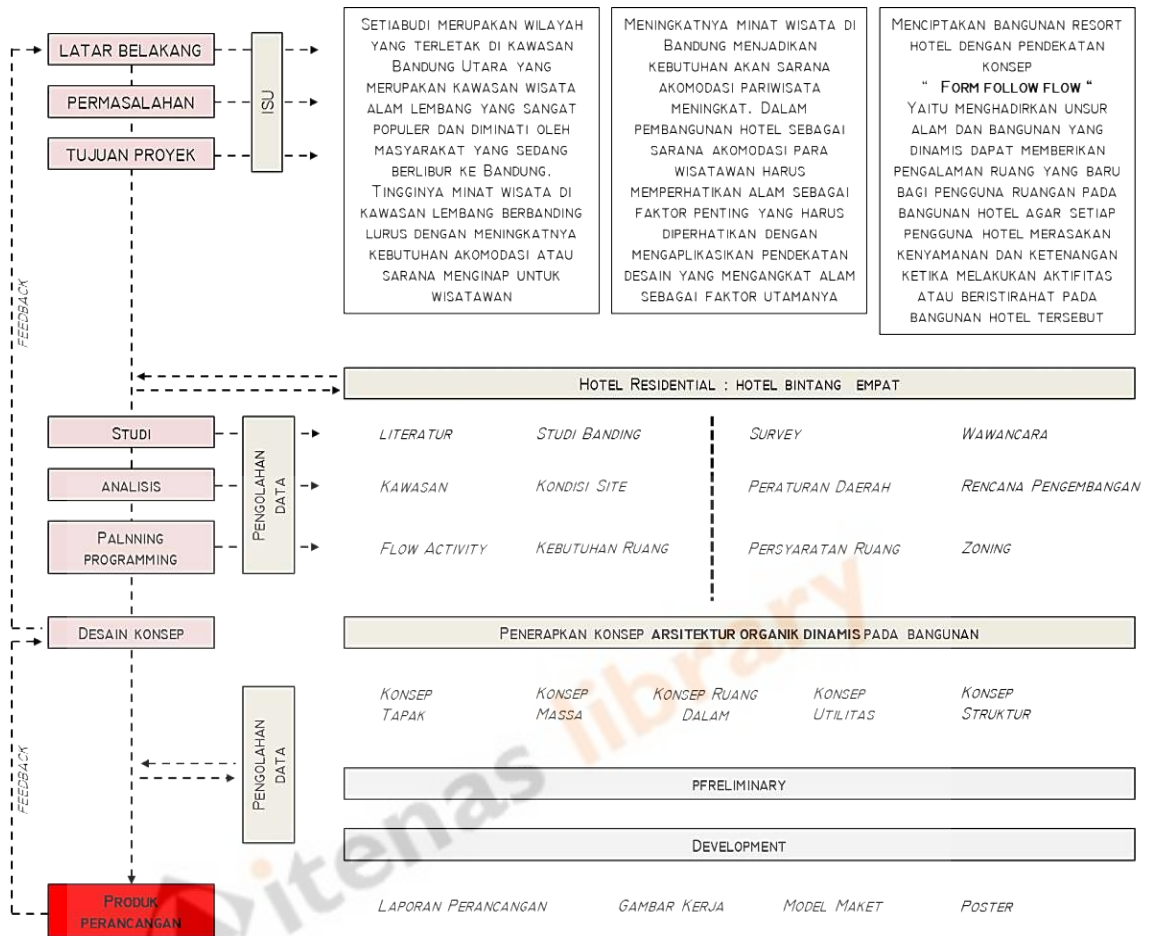 LATAR BELAKANG
PERMASALAHAN
TUJUAN PROYEK
ISU
SETIABUDI MERUPAKAN WILAYAH
YANG TERLETAK DI KAWASAN
BANDUNG UTARA YANG
MERUPAKAN KAWASAN WISATA
ALAM LEMBANG YANG SANGAT
POPULER DAN DIMINATI OLEH
MASYARAKAT YANG SEDANG
BERLIBUR KE BANDUNG.
TINGGINYA MINAT WISATA DI
KAWASAN LEMBANG BERBANDING
LURUS DENGAN MENINGKATNYA
KEBUTUHAN AKOMODASI ATAU
SARANA MENGINAP UNTUK
WISATAWAN
MENINGKATNYA MINAT WISATA DI
BANDUNG MENJADIKAN
KEBUTUHAN AKAN SARANA
AKOMODASI PARIWISATA
MENINGKAT. DALAM
PEMBANGUNAN HOTEL SEBAGAI
SARANA AKOMODASI PARA
WISATAWAN HARUS
MEMPERHATIKAN ALAM SEBAGAI
FAKTOR PENTING YANG HARUS
DIPERHATIKAN DENGAN
MENGAPLIKASIKAN PENDEKATAN
DESAIN YANG MENGANGKAT ALAM
SEBAGAI FAKTOR UTAMANYA
MENCIPTAKAN BANGUNAN RESORT
HOTEL DENGAN PENDEKATAN
KONSEP
“ FORM FOLLOW FLOW “
YAITU MENGHADIRKAN UNSUR
ALAM DAN BANGUNAN YANG
DINAMIS DAPAT MEMBERIKAN
PENGALAMAN RUANG YANG BARU
BAGI PENGGUNA RUANGAN PADA
BANGUNAN HOTEL AGAR SETIAP
PENGGUNA HOTEL MERASAKAN
KENYAMANAN DAN KETENANGAN
KETIKA MELAKUKAN AKTIFITAS
ATAU BERISTIRAHAT PADA
BANGUNAN HOTEL TERSEBUT
FEEDBACK
HOTEL RESIDENTIAL : HOTEL BINTANG EMPAT
STUDI
ANALISIS
PALNNING
PROGRAMMING
PENGOLAHAN
DATA
LITERATUR STUDI BANDING SURVEY WAWANCARA
KAWASAN KONDISI SITE PERATURAN DAERAH RENCANA PENGEMBANGAN
FLOW ACTIVITY KEBUTUHAN RUANG PERSYARATAN RUANG ZONING
DESAIN KONSEP
PENERAPKAN KONSEP ARSITEKTUR ORGANIK DINAMIS PADA BANGUNAN
KONSEP
TAPAK
KONSEP
MASSA
KONSEP RUANG
DALAM
KONSEP
UTILITAS
KONSEP
STRUKTUR
FEEDBACK
PENGOLAHAN
DATA
PFRELIMINARY
DEVELOPMENT
PRODUK
PERANCANGAN
LAPORAN PERANCANGAN GAMBAR KERJA MODEL MAKET POSTER
itenas library